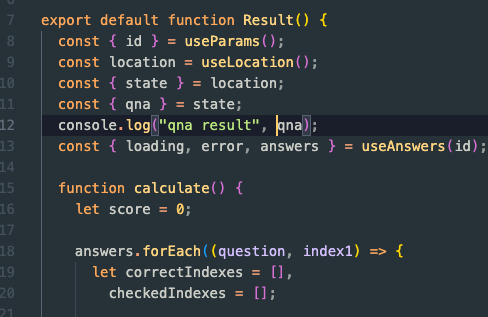 7 export default function Result() {
8 const { id } = useParams();
9 const location = useLocation();
10 const { state } = location;
11 const { qna } = state;
12 console.log("qna result", qna);
13 const { loading, error, answers } = useAnswers(id);
14
15 function calculate() {
16 let score = 0;
17
18 answers.forEach((question, index1) => {
19 let correctIndexes = [],
20 checkedIndexes = [];
21